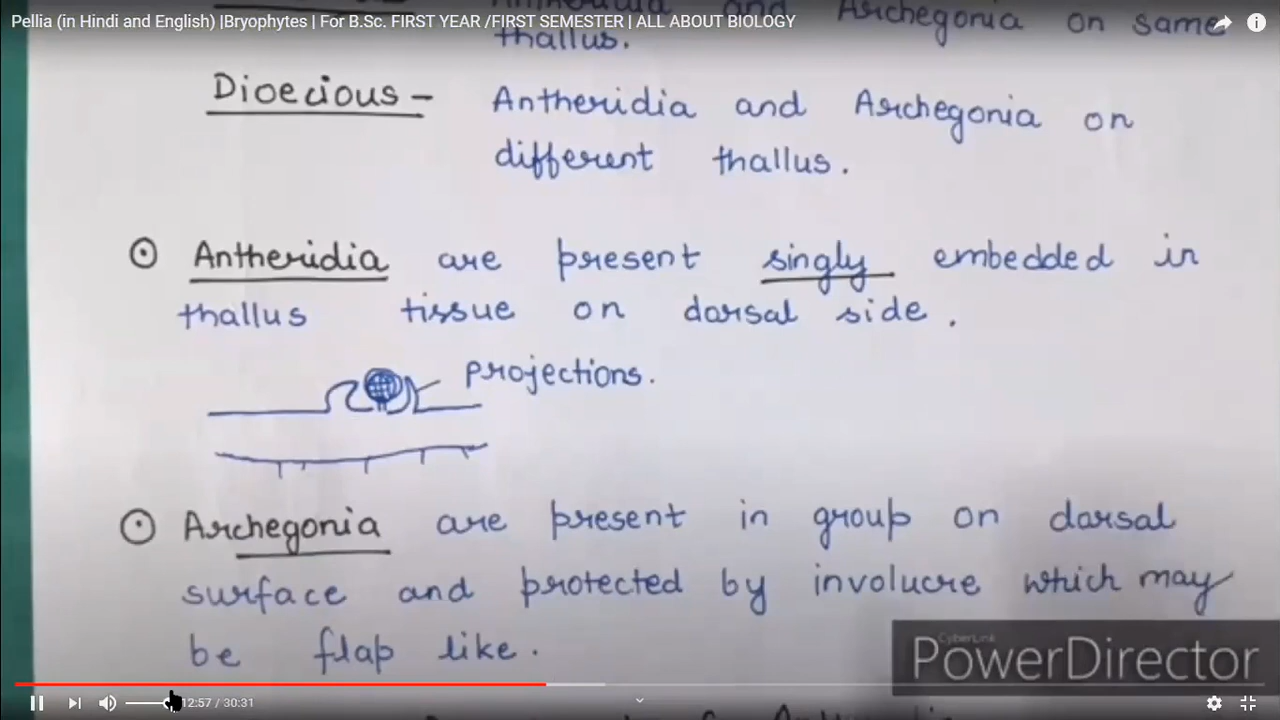 Pellia (in Hindi and English) |Bryophytes | For B.Sc. FIRST YEAR /FIRST SEMESTER | ALL ABOUT BIOLOGY
Antheridia and Archegonia on same
thallus.
Dioecious - Antheridia and Archegonia on
different thallus.
Antheridia are present singly embedded in
thallus tissue on dorsal side.
projections.
Archegonia are present in group on dorsal
surface and protected by involucre which may
be flap like.
CyberLink
PowerDirector
12:57 / 30:31